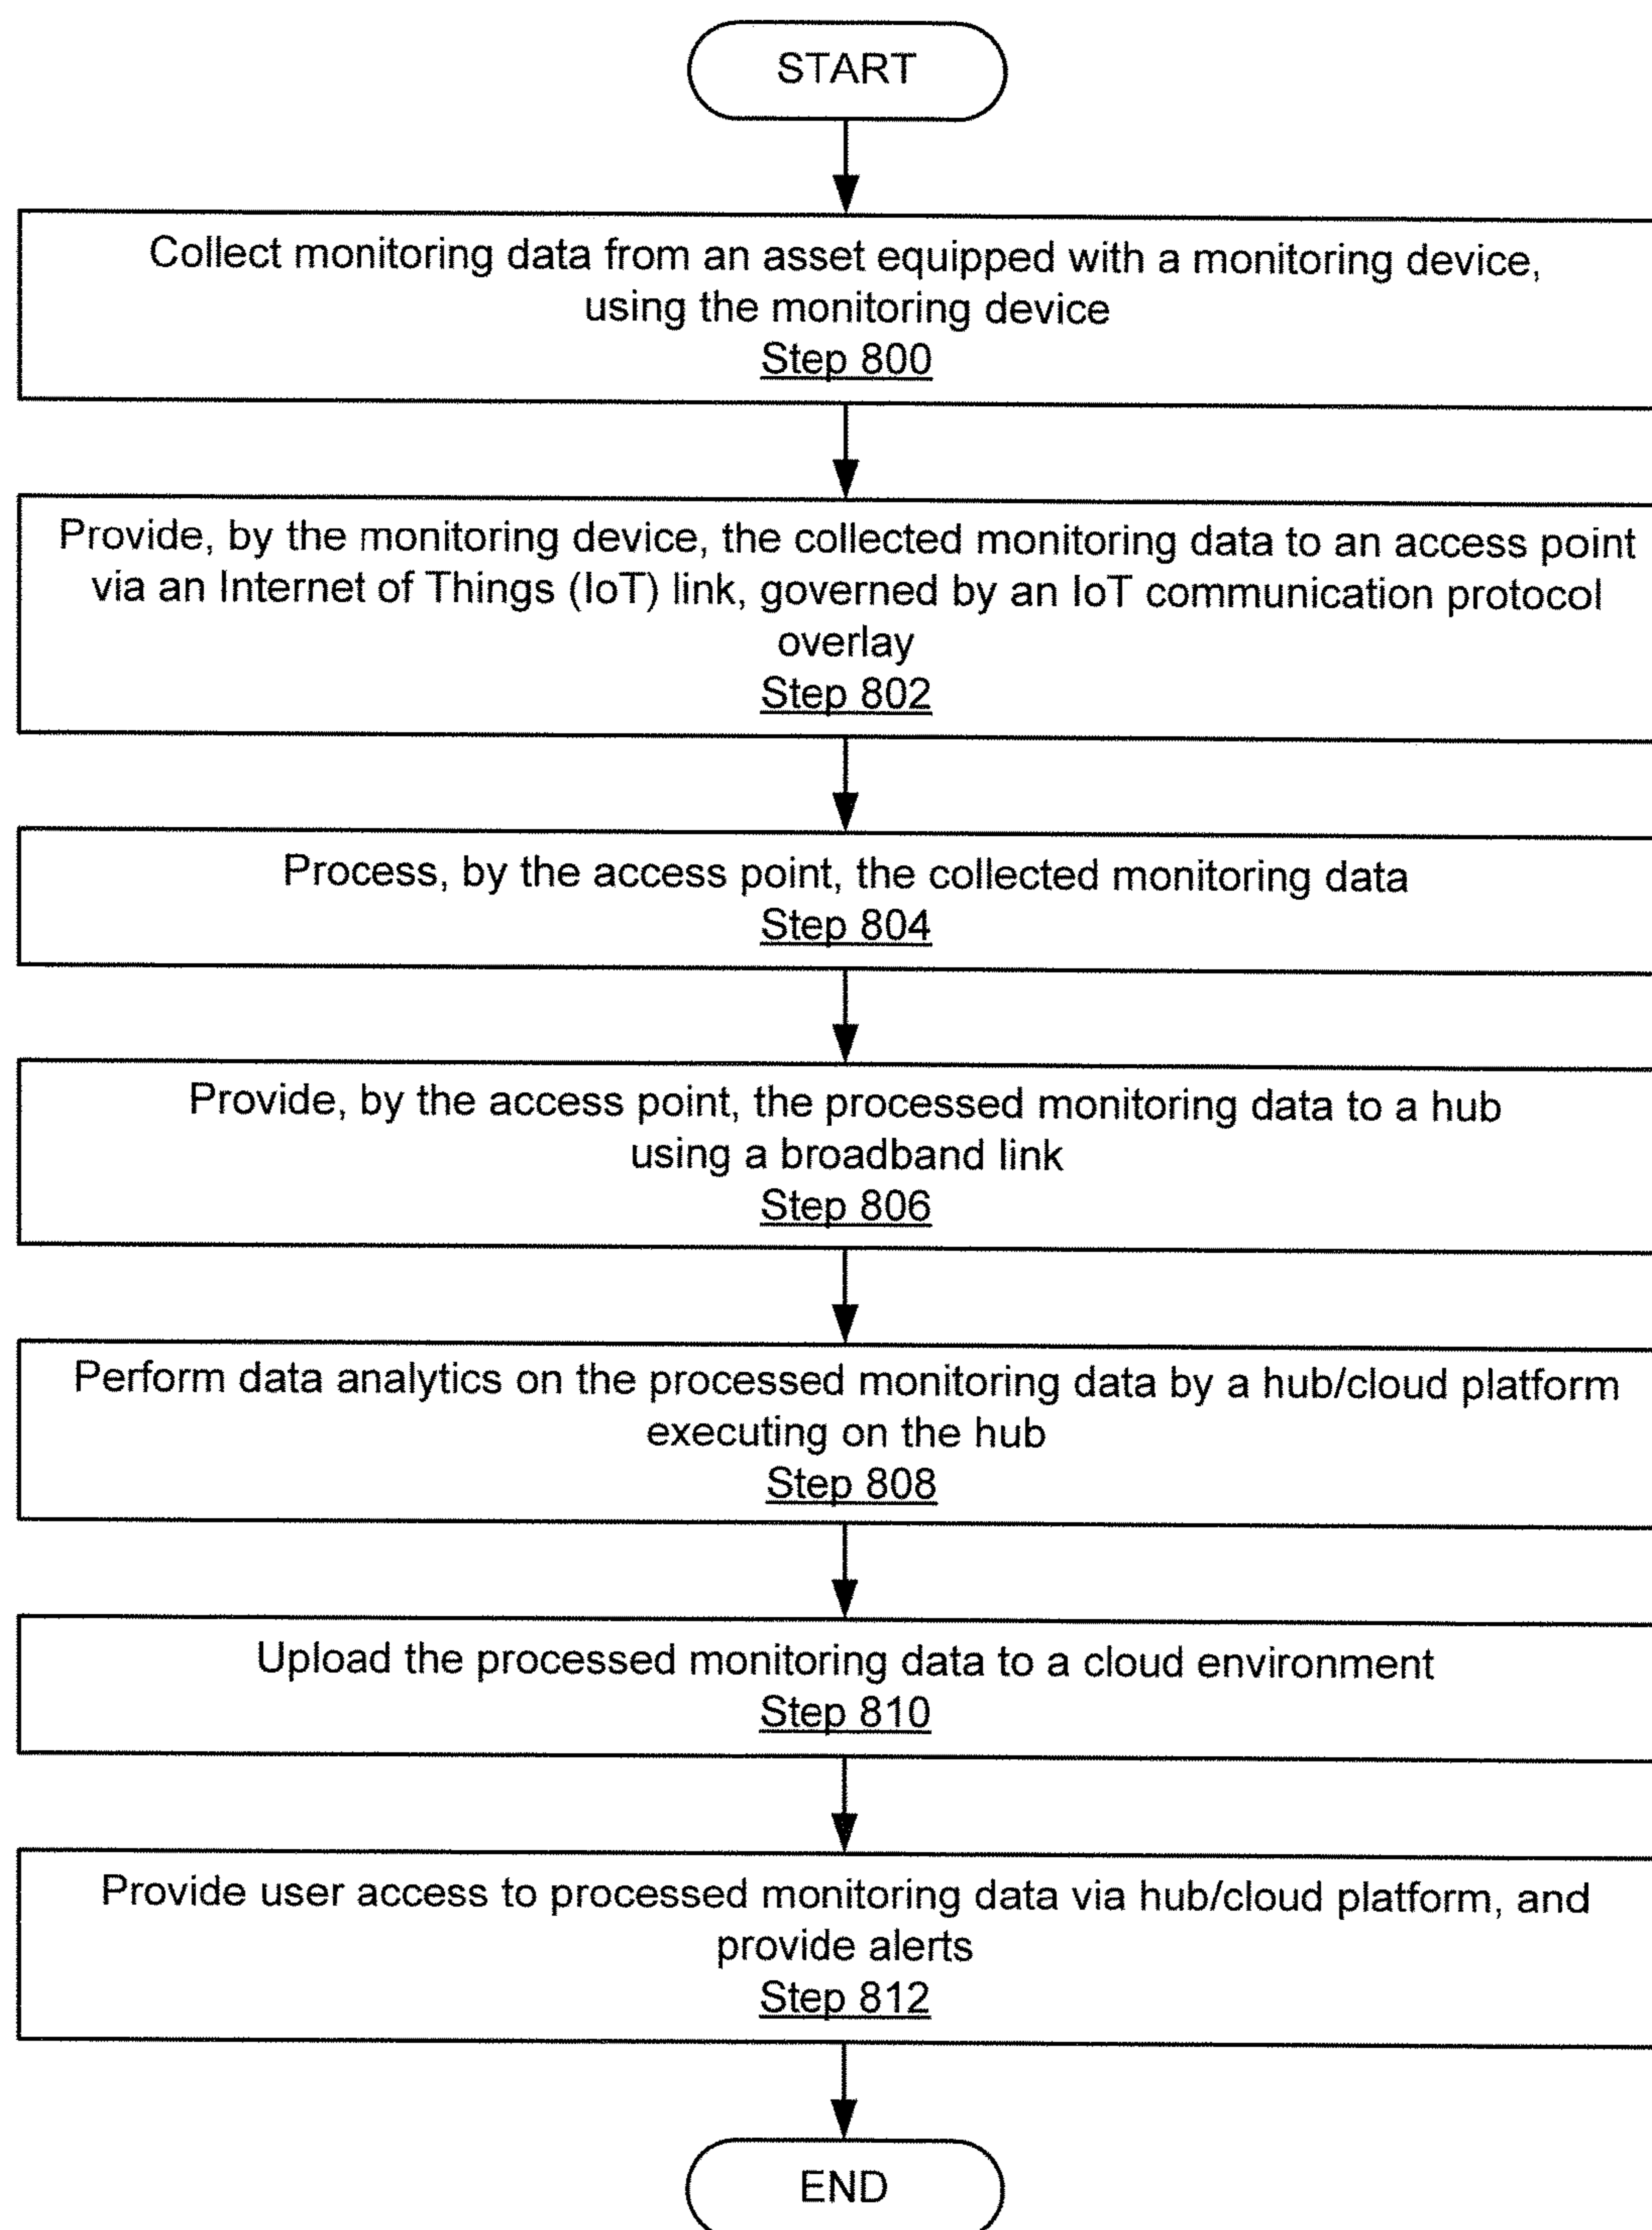 START
Collect monitoring data from an asset equipped with a monitoring device,
using the monitoring device
Step 800
Provide, by the monitoring device, the collected monitoring data to an access point
via an Internet of Things (IoT) link, governed by an IoT communication protocol
overlay
Step 802
Process, by the access point, the collected monitoring data
Step 804
Provide, by the access point, the processed monitoring data to a hub
using a broadband link
Step 806
Perform data analytics on the processed monitoring data by a hub/cloud platform
executing on the hub
Step 808
Upload the processed monitoring data to a cloud environment
Step 810
Provide user access to processed monitoring data via hub/cloud platform, and
provide alerts
Step 812
END